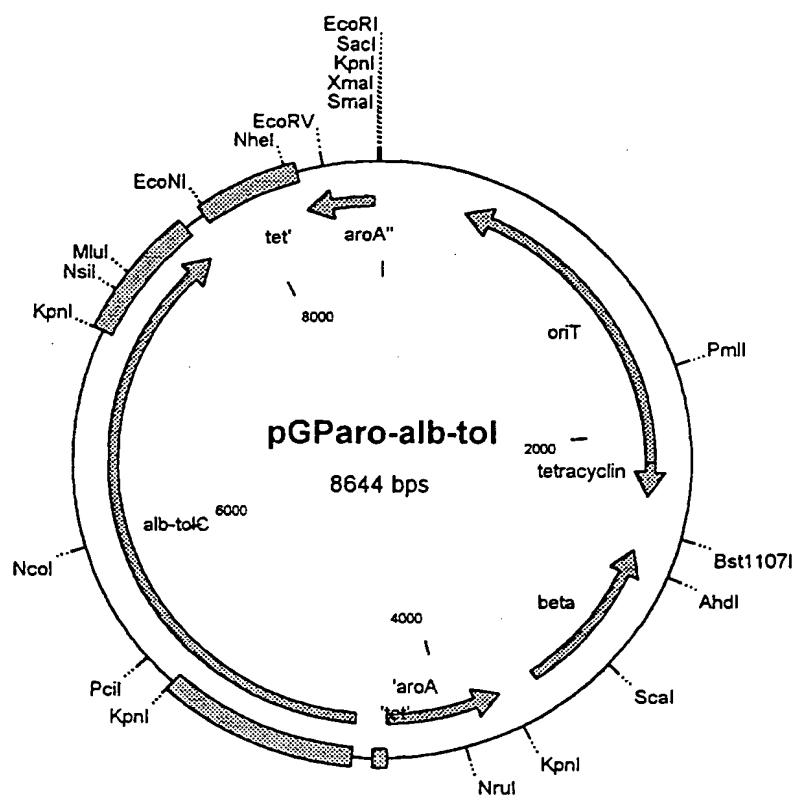 EcoRI
SacI
KpnI
XmaI
SmaI
EcoRV
NheI
EcoNI
MluI
NsiI
KpnI
tet'
aroA''
8000
oriT
PmlI
pGParo-alb-tol
8644 bps
2000
tetracyclin
alb-tolC
6000
NcoI
Bst1107I
AhdI
beta
4000
'aroA
'tet'
PciI
KpnI
ScaI
KpnI
NruI